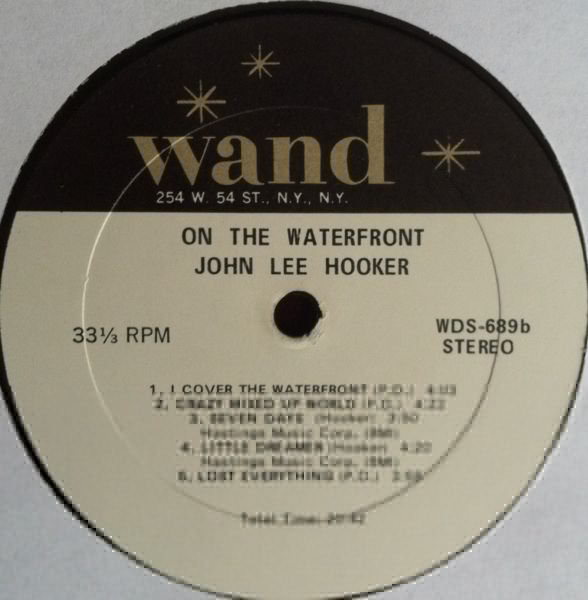 wand
254 W. 54 ST., N.Y., N.Y.
ON THE WATERFRONT
JOHN LEE HOOKER
33⅓ RPM
WDS-689b
STEREO
1. I COVER THE WATERFRONT (P.D.) 4:03
2. CRAZY MIXED UP WORLD (P.D.) 4:22
3. SEVEN DAYS (Hooker)
Hastings Music Corp. (BMI)
4. LITTLE DREAMER (Hooker) 4:20
Hastings Music Corp. (BMI)
5. LOST EVERYTHING (P.D.)
Total Time: